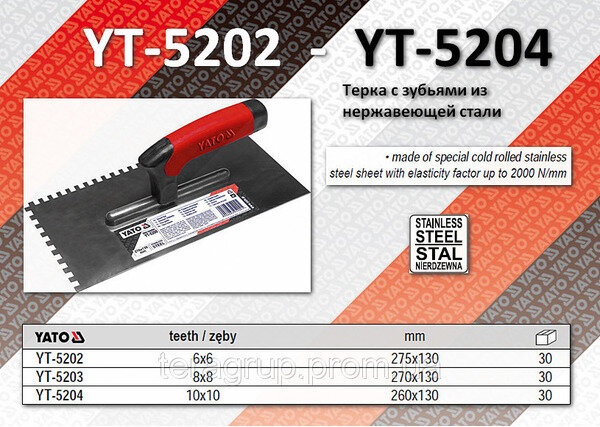 YT-5202 - YT-5204
Терка с зубьями из
нержавеющей стали
YATO
YATO
• made of special cold rolled stainless
steel sheet with elasticity factor up to 2000 N/mm
STAINLESS
STEEL
STAL
NIERDZEWNA
YATO teeth / zęby mm
YT-5202 6x6 275x130 30
YT-5203 8x8 270x130 30
YT-5204 10x10 260x130 30